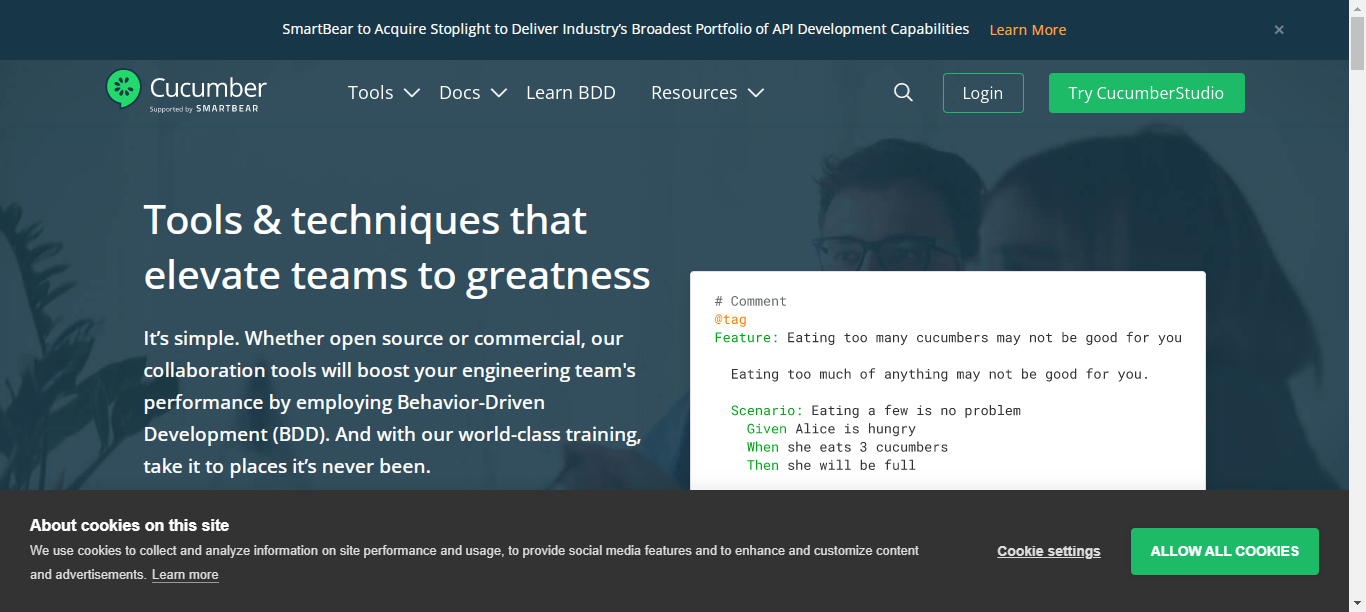 SmartBear to Acquire Stoplight to Deliver Industry’s Broadest Portfolio of API Development Capabilities Learn More ×
Cucumber
Supported by SMARTBEAR
Tools Docs Learn BDD Resources Login Try CucumberStudio
Tools & techniques that
elevate teams to greatness
It’s simple. Whether open source or commercial, our
collaboration tools will boost your engineering team's
performance by employing Behavior-Driven
Development (BDD). And with our world-class training,
take it to places it’s never been.
# Comment
@tag
Feature: Eating too many cucumbers may not be good for you
Eating too much of anything may not be good for you.
Scenario: Eating a few is no problem
Given Alice is hungry
When she eats 3 cucumbers
Then she will be full
About cookies on this site
We use cookies to collect and analyze information on site performance and usage, to provide social media features and to enhance and customize content
and advertisements. Learn more
Cookie settings
ALLOW ALL COOKIES